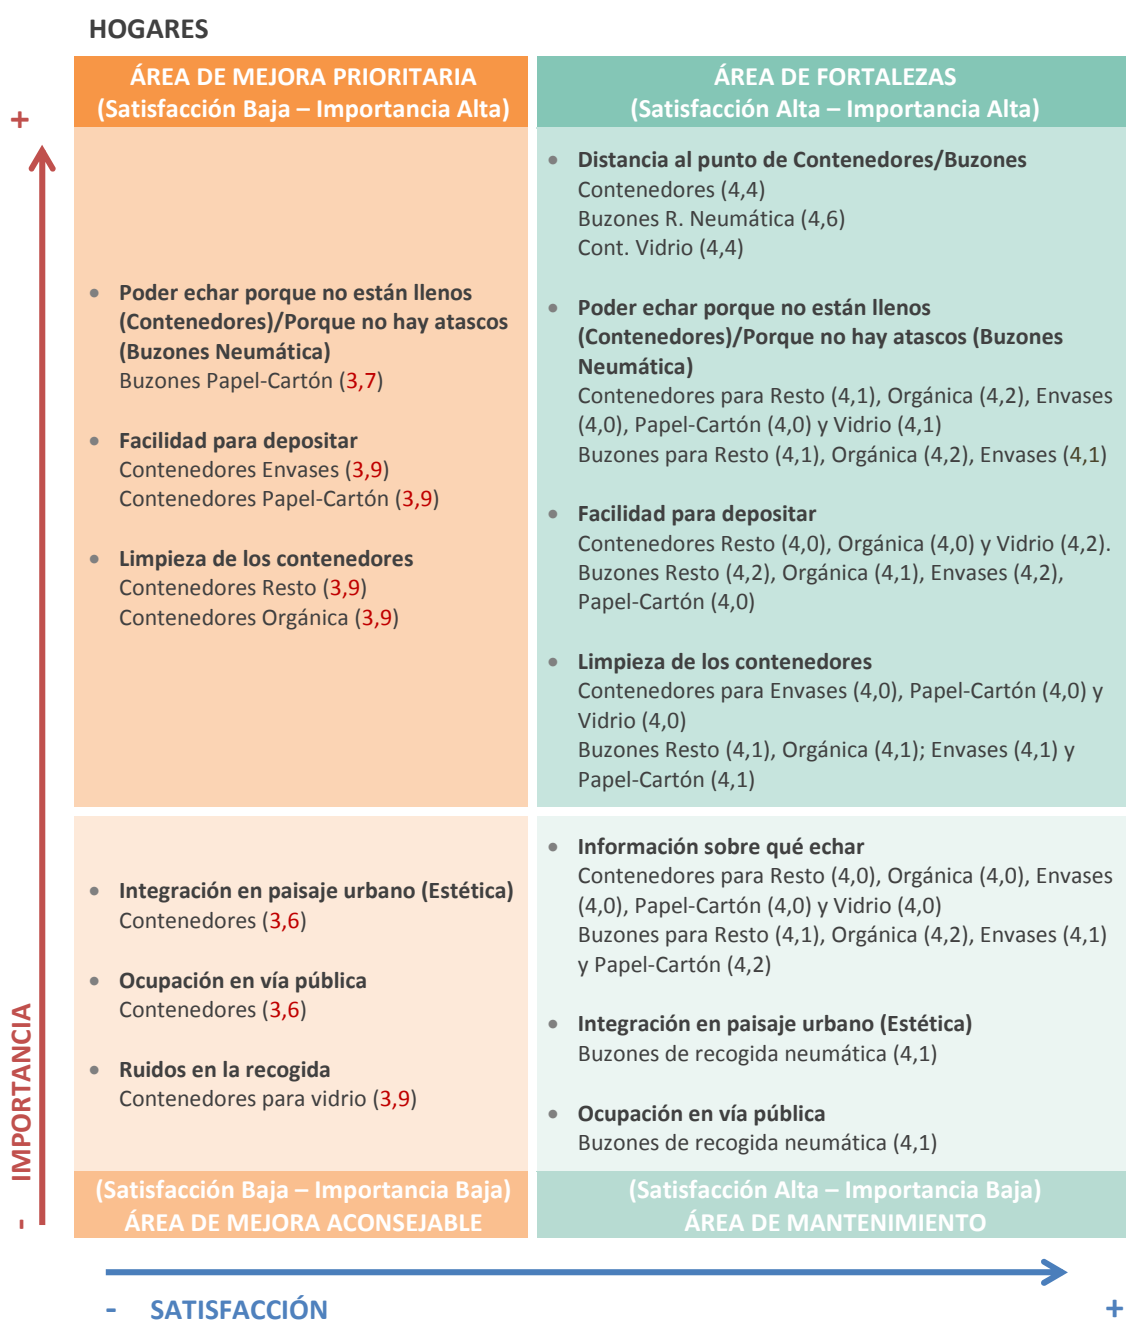 HOGARES
ÁREA DE MEJORA PRIORITARIA
(Satisfacción Baja – Importancia Alta)
ÁREA DE FORTALEZAS
(Satisfacción Alta – Importancia Alta)
+
• Poder echar porque no están llenos
(Contenedores)/Porque no hay atascos
(Buzones Neumática)
Buzones Papel-Cartón (3,7)
• Facilidad para depositar
Contenedores Envases (3,9)
Contenedores Papel-Cartón (3,9)
• Limpieza de los contenedores
Contenedores Resto (3,9)
Contenedores Orgánica (3,9)
• Distancia al punto de Contenedores/Buzones
Contenedores (4,4)
Buzones R. Neumática (4,6)
Cont. Vidrio (4,4)
• Poder echar porque no están llenos
(Contenedores)/Porque no hay atascos (Buzones
Neumática)
Contenedores para Resto (4,1), Orgánica (4,2), Envases
(4,0), Papel-Cartón (4,0) y Vidrio (4,1)
Buzones para Resto (4,1), Orgánica (4,2), Envases (4,1)
• Facilidad para depositar
Contenedores Resto (4,0), Orgánica (4,0) y Vidrio (4,2).
Buzones Resto (4,2), Orgánica (4,1), Envases (4,2),
Papel-Cartón (4,0)
• Limpieza de los contenedores
Contenedores para Envases (4,0), Papel-Cartón (4,0) y
Vidrio (4,0)
Buzones Resto (4,1), Orgánica (4,1); Envases (4,1) y
Papel-Cartón (4,1)
• Integración en paisaje urbano (Estética)
Contenedores (3,6)
• Ocupación en vía pública
Contenedores (3,6)
• Ruidos en la recogida
Contenedores para vidrio (3,9)
• Información sobre qué echar
Contenedores para Resto (4,0), Orgánica (4,0), Envases
(4,0), Papel-Cartón (4,0) y Vidrio (4,0)
Buzones para Resto (4,1), Orgánica (4,2), Envases (4,1)
y Papel-Cartón (4,2)
• Integración en paisaje urbano (Estética)
Buzones de recogida neumática (4,1)
• Ocupación en vía pública
Buzones de recogida neumática (4,1)
IMPORTANCIA
-
(Satisfacción Baja – Importancia Baja)
ÁREA DE MEJORA ACONSEJABLE
(Satisfacción Alta – Importancia Baja)
ÁREA DE MANTENIMIENTO
- SATISFACCIÓN +